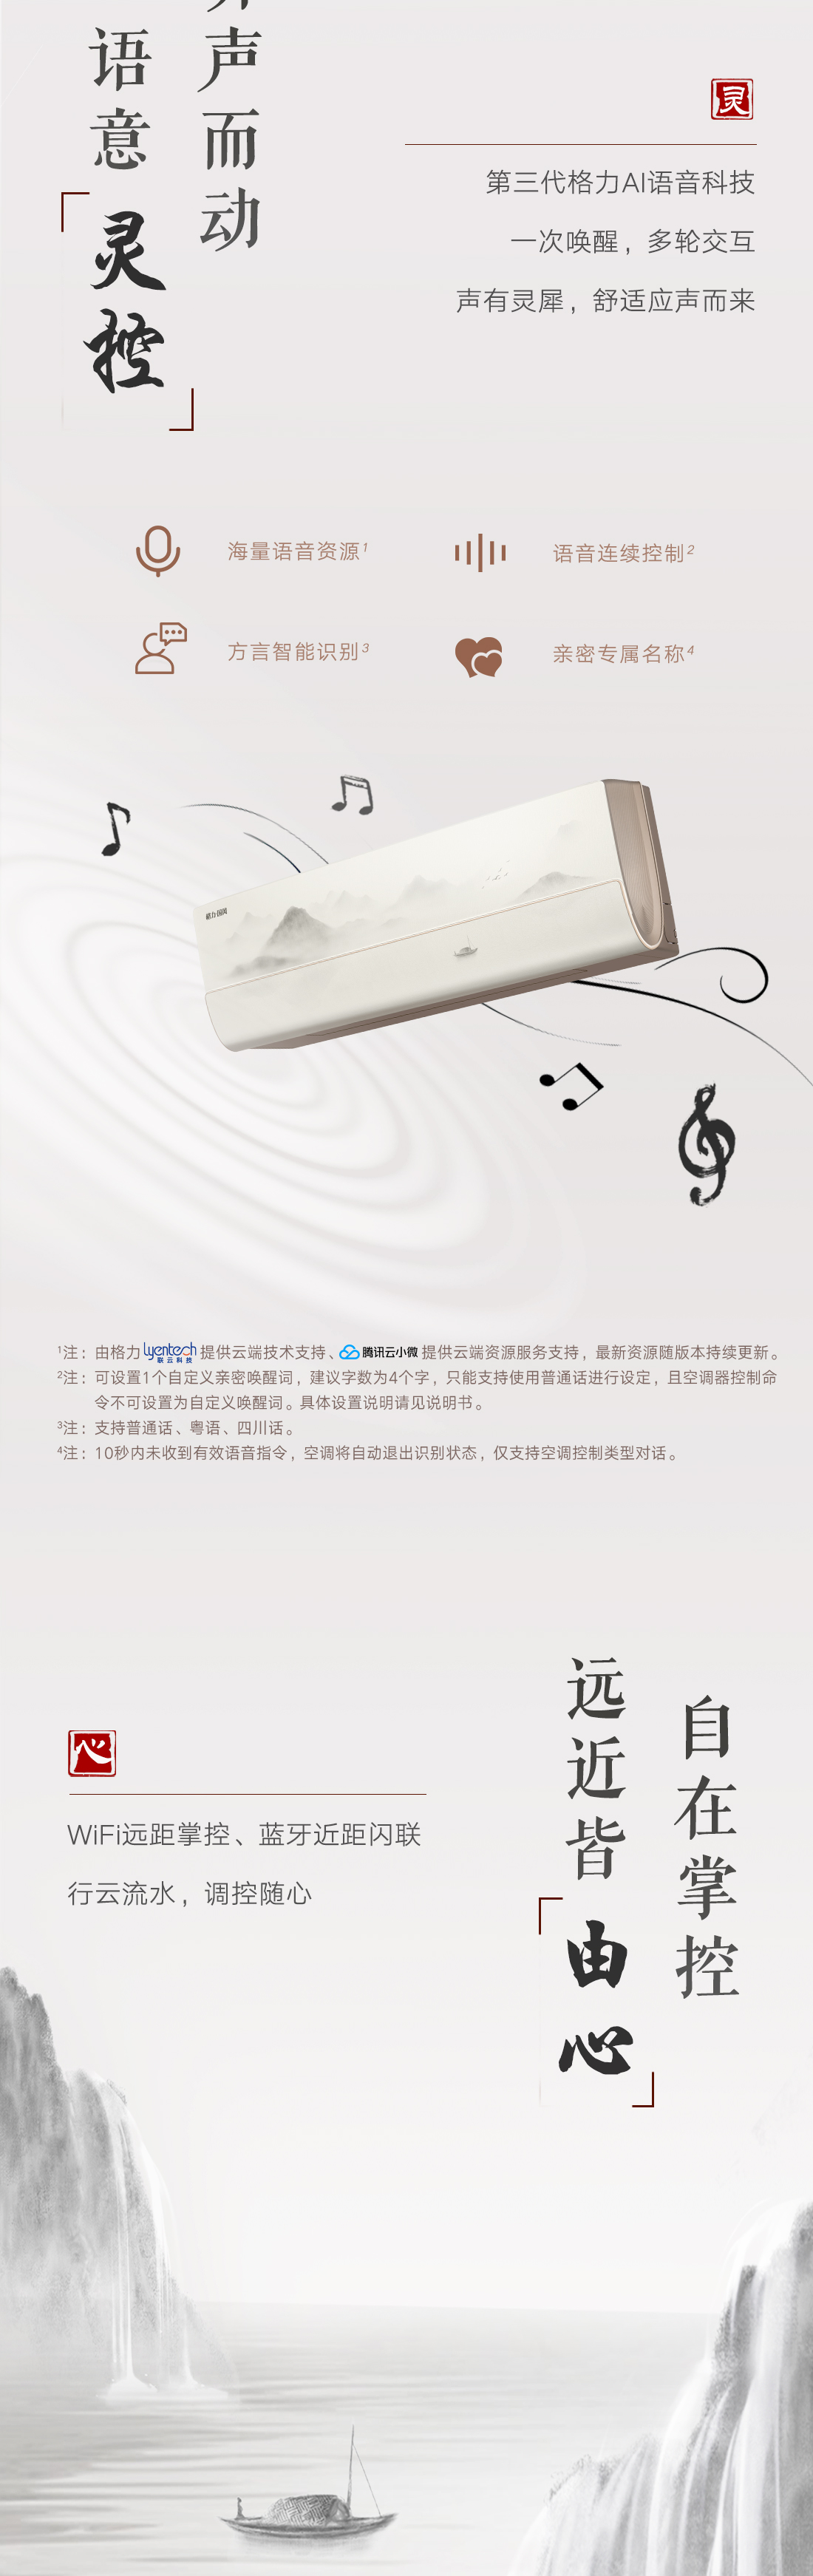 声而动
语意灵控
灵
第三代格力AI语音科技
一次唤醒，多轮交互
声有灵犀，舒适应声而来
海量语音资源¹
语音连续控制²
方言智能识别³
亲密专属名称⁴
格力·国风
¹注：由格力 Lyentech 联云科技 提供云端技术支持、腾讯云小微 提供云端资源服务支持，最新资源随版本持续更新。
²注：可设置1个自定义亲密唤醒词，建议字数为4个字，只能支持使用普通话进行设定，且空调器控制命
令不可设置为自定义唤醒词。具体设置说明请见说明书。
³注：支持普通话、粤语、四川话。
⁴注：10秒内未收到有效语音指令，空调将自动退出识别状态，仅支持空调控制类型对话。
自在掌控
远近皆由心
心
WiFi远距掌控、蓝牙近距闪联
行云流水，调控随心